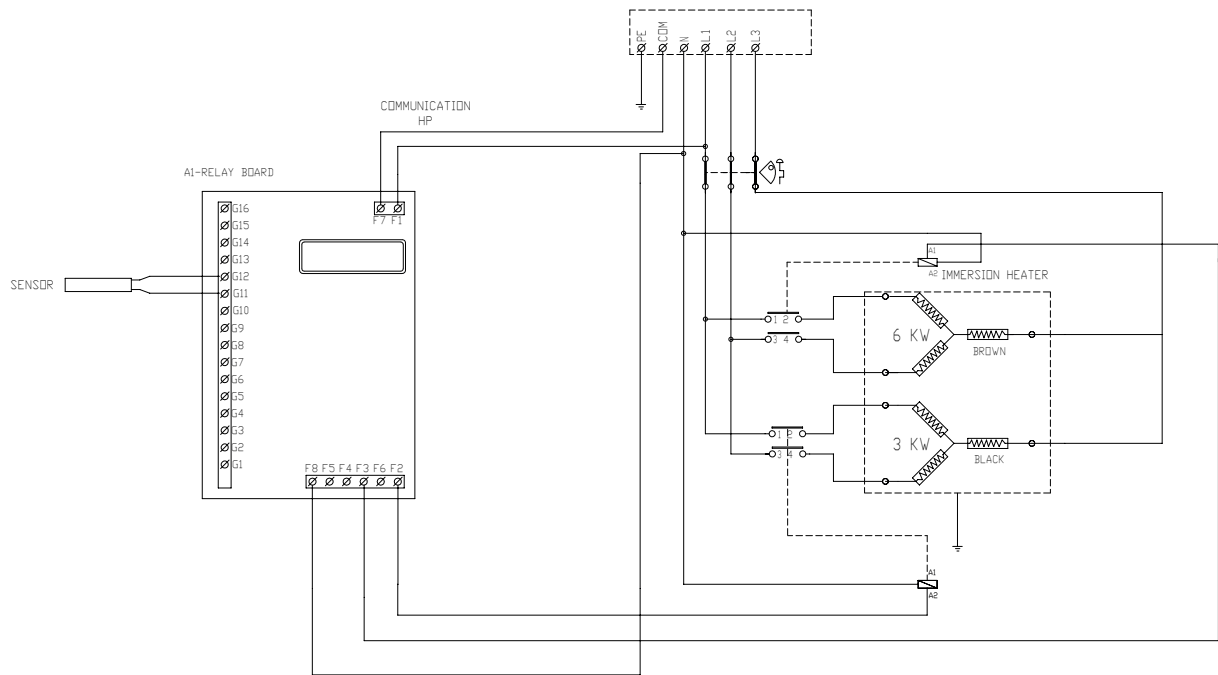 PE COM N L1 L2 L3
COMMUNICATION
HP
A1-RELAY BOARD
F7 F1
G16
G15
G14
G13
G12
G11
G10
G9
G8
G7
G6
G5
G4
G3
G2
G1
SENSOR
F8 F5 F4 F3 F6 F2
A1
A2
IMMERSION HEATER
1 2
3 4
6 KW
BROWN
1 2
3 4
3 KW
BLACK
A1
A2